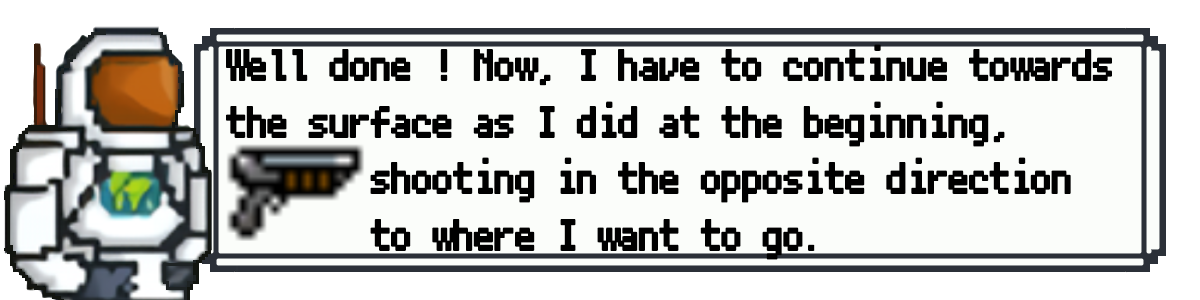 Well done ! Now, I have to continue towards
the surface as I did at the beginning,
shooting in the opposite direction
to where I want to go.